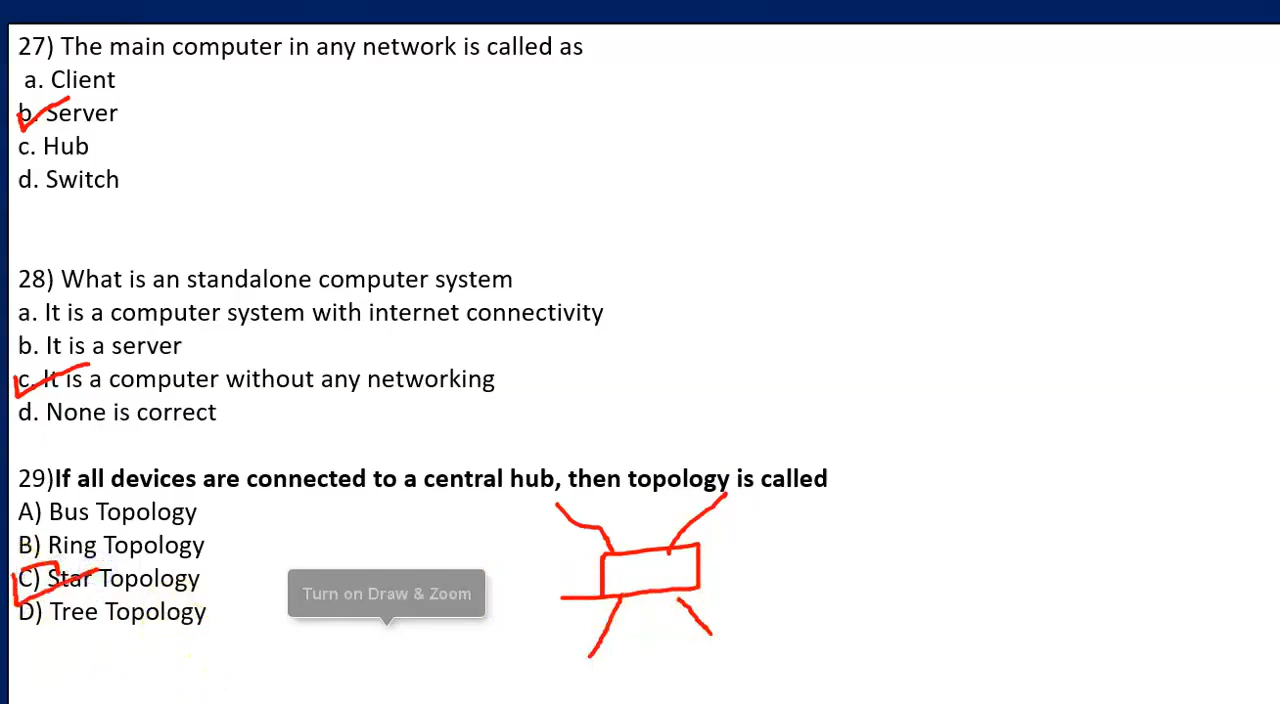 27) The main computer in any network is called as
a. Client
b. Server
c. Hub
d. Switch
28) What is an standalone computer system
a. It is a computer system with internet connectivity
b. It is a server
c. It is a computer without any networking
d. None is correct
29)If all devices are connected to a central hub, then topology is called
A) Bus Topology
B) Ring Topology
C) Star Topology
Turn on Draw & Zoom
D) Tree Topology